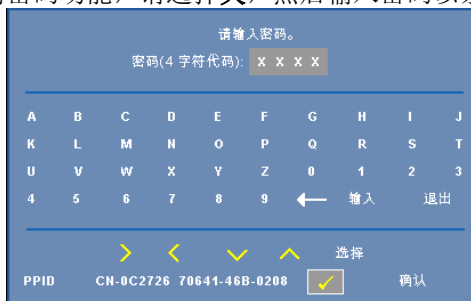 请输入密码。
密码(4 字符代码): X X X X
A B C D E F G H I J
K L M N O P Q R S T
U V W X Y Z 0 1 2 3
4 5 6 7 8 9 ← 输入 退出
> < ∨ ∧ 选择
PPID CN-0C2726 70641-46B-0208 ✓ 确认